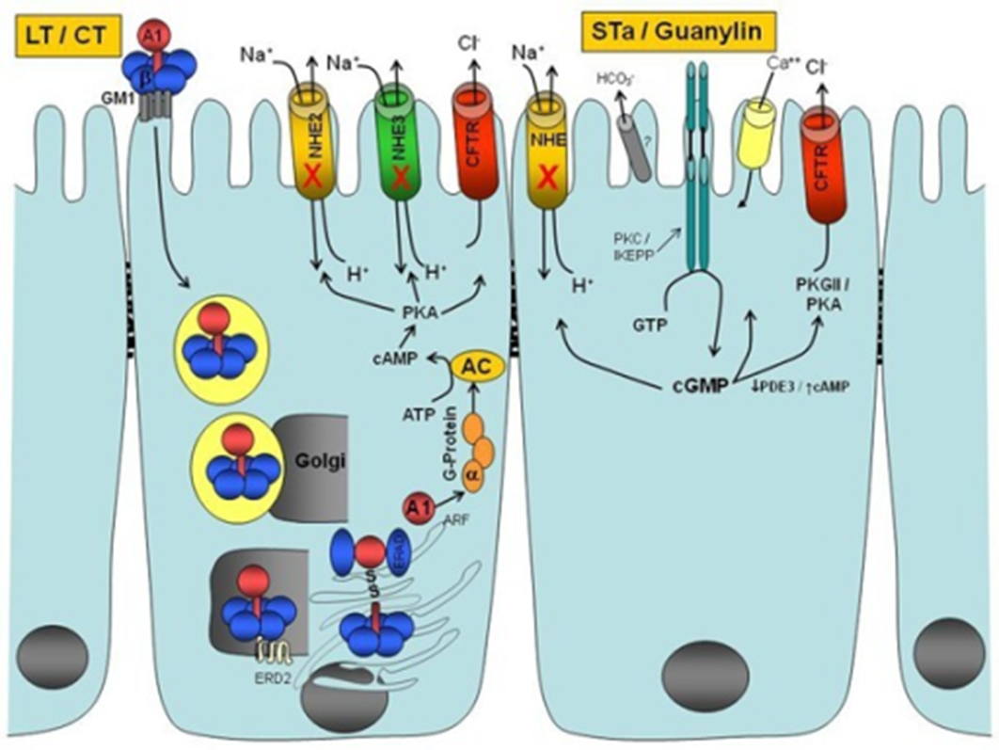 LT / CT
A1
β
GM1
Na⁺
NHE2
X
Na⁺
NHE3
X
Cl⁻
CFTR
H⁺
H⁺
PKA
cAMP
AC
ATP
G-Protein
α
A1
ARF
Golgi
ERAD
S
S
ERD2
STa / Guanylin
Na⁺
NHE
X
H⁺
HCO₃⁻
?
Ca⁺⁺
Cl⁻
CFTR
PKC /
IKEPP
GTP
PKGII /
PKA
cGMP
↓PDE3 / ↑cAMP